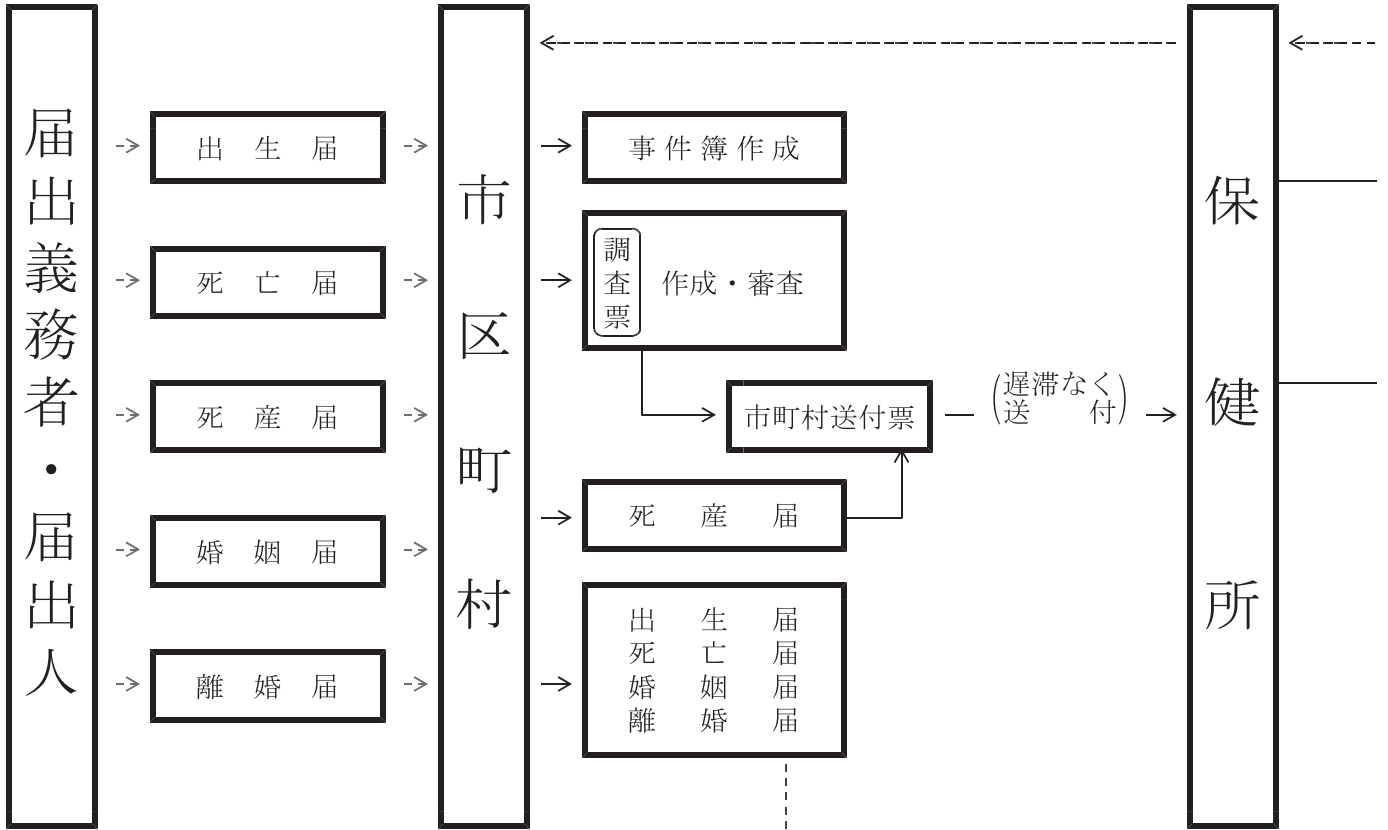 届出義務者・届出人
出生届
死亡届
死産届
婚姻届
離婚届
市区町村
事件簿作成
調査票
作成・審査
市町村送付票
(遅滞なく
送付)
死産届
出生届
死亡届
婚姻届
離婚届
保健所